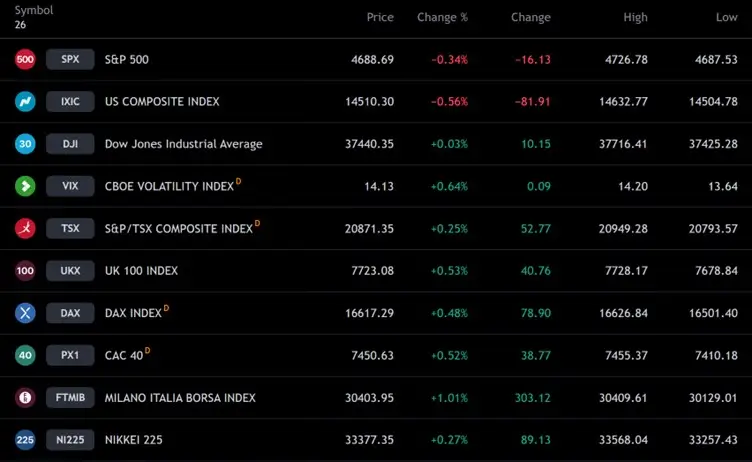 Symbol Price Change % Change High Low
26
500 SPX S&P 500 4688.69 −0.34% −16.13 4726.78 4687.53
IXIC US COMPOSITE INDEX 14510.30 −0.56% −81.91 14632.77 14504.78
30 DJI Dow Jones Industrial Average 37440.35 +0.03% 10.15 37716.41 37425.28
VIX CBOE VOLATILITY INDEX D 14.13 +0.64% 0.09 14.20 13.64
TSX S&P/TSX COMPOSITE INDEX D 20871.35 +0.25% 52.77 20949.28 20793.57
100 UKX UK 100 INDEX 7723.08 +0.53% 40.76 7728.17 7678.84
DAX DAX INDEX D 16617.29 +0.48% 78.90 16626.84 16501.40
40 PX1 CAC 40 D 7450.63 +0.52% 38.77 7455.37 7410.18
FTMIB MILANO ITALIA BORSA INDEX 30403.95 +1.01% 303.12 30409.61 30129.01
225 NI225 NIKKEI 225 33377.35 +0.27% 89.13 33568.04 33257.43